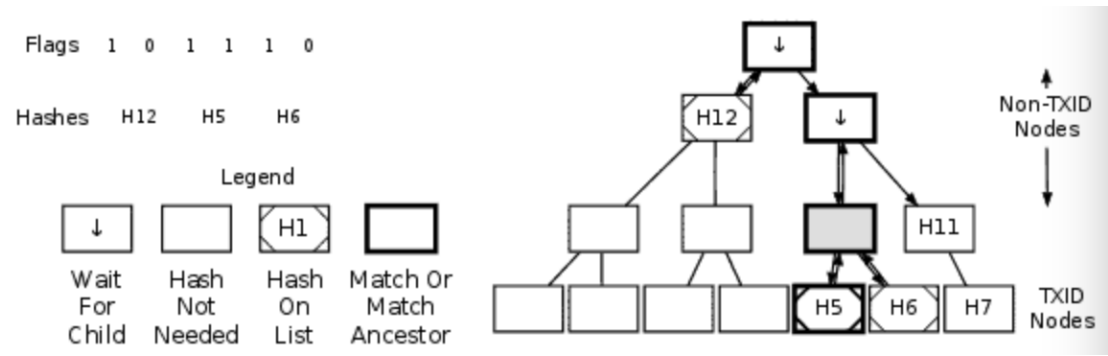 Flags 1 0 1 1 1 0
Hashes H12 H5 H6
Legend
↓
H1
Wait
For
Child
Hash
Not
Needed
Hash
On
List
Match Or
Match
Ancestor
↓
H12
↓
H11
H5
H6
H7
Non-TXID
Nodes
TXID
Nodes